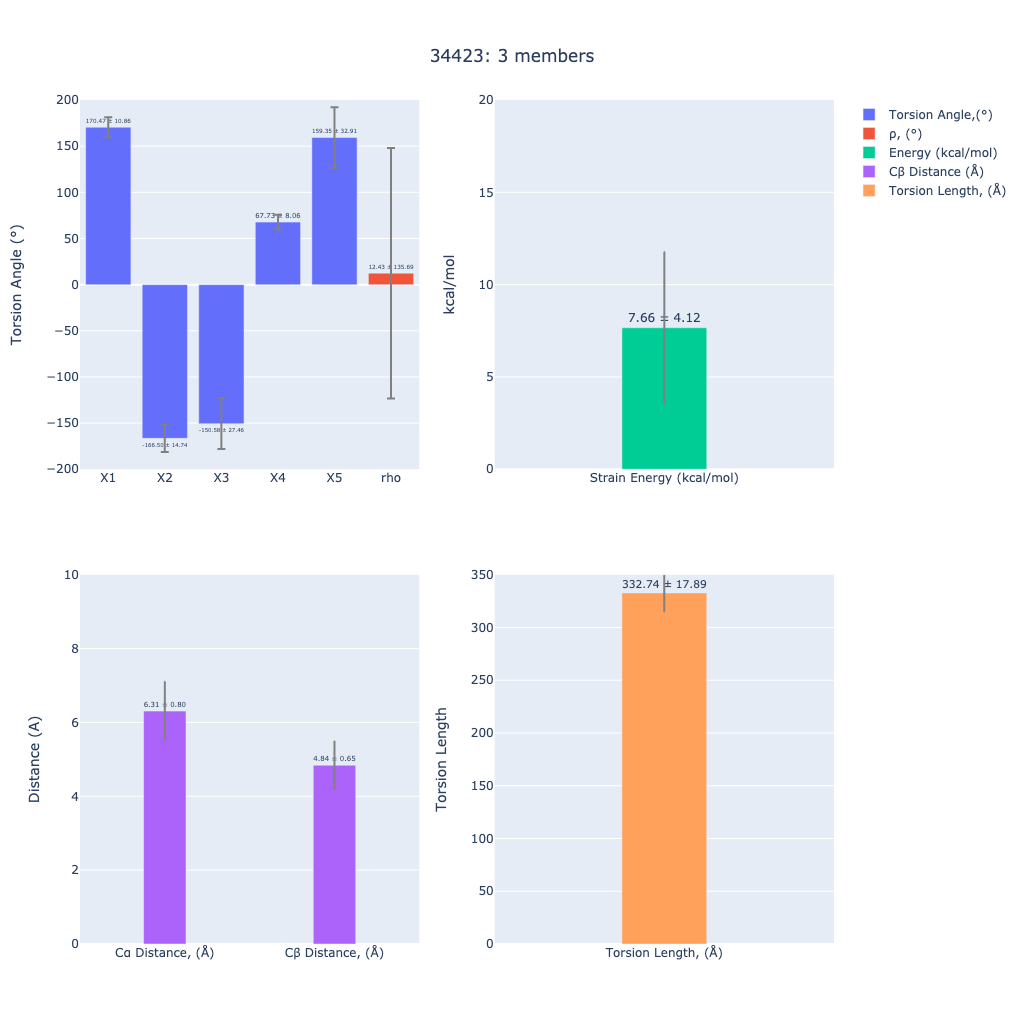 34423: 3 members
200
150
100
50
0
−50
−100
−150
−200
Torsion Angle (°)
170.47 ± 10.86
-166.50 ± 14.74
-150.58 ± 27.46
67.73 ± 8.06
159.35 ± 32.91
12.43 ± 135.69
X1
X2
X3
X4
X5
rho
20
15
10
5
0
kcal/mol
7.66 ± 4.12
Strain Energy (kcal/mol)
Torsion Angle,(°)
ρ, (°)
Energy (kcal/mol)
Cβ Distance (Å)
Torsion Length, (Å)
10
8
6
4
2
0
Distance (A)
6.31 ± 0.80
4.84 ± 0.65
Cα Distance, (Å)
Cβ Distance, (Å)
350
300
250
200
150
100
50
0
Torsion Length
332.74 ± 17.89
Torsion Length, (Å)